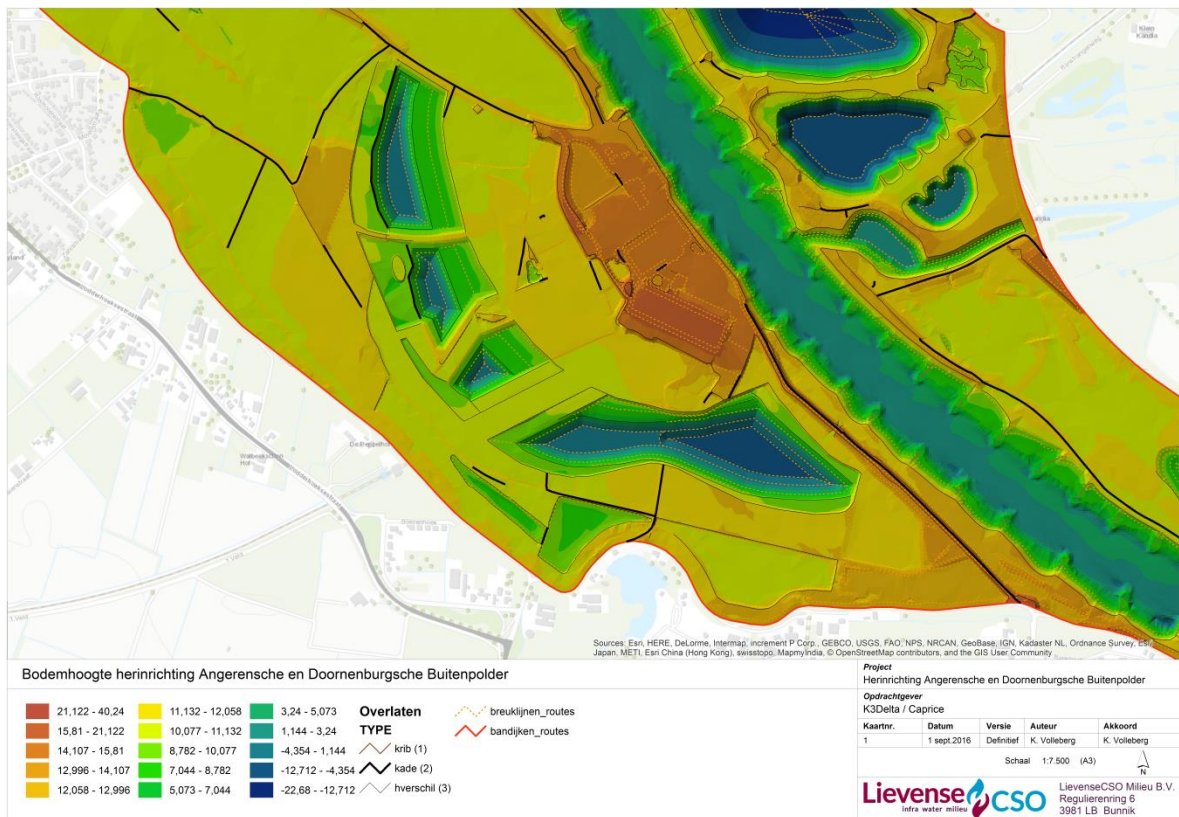 Klein
Sources: Esri, HERE, DeLorme, Intermap, increment P Corp., GEBCO, USGS, FAO, NPS, NRCAN, GeoBase, IGN, Kadaster NL, Ordnance Survey, Esri
Japan, METI, Esri China (Hong Kong), swisstopo, MapmyIndia, © OpenStreetMap contributors, and the GIS User Community
Bodemhoogte herinrichting Angerensche en Doornenburgsche Buitenpolder
21,122 - 40,24
15,81 - 21,122
14,107 - 15,81
12,996 - 14,107
12,058 - 12,996
11,132 - 12,058
10,077 - 11,132
8,782 - 10,077
7,044 - 8,782
5,073 - 7,044
3,24 - 5,073
1,144 - 3,24
-4,354 - 1,144
-12,712 - -4,354
-22,68 - -12,712
Overlaten
TYPE
krib (1)
kade (2)
hverschil (3)
breuklijnen_routes
bandijken_routes
Project
Herinrichting Angerensche en Doornenburgsche Buitenpolder
Opdrachtgever
K3Delta / Caprice
Kaartnr. Datum Versie Auteur Akkoord
1 1 sept.2016 Definitief K. Volleberg K. Volleberg
Schaal 1:7.500 (A3)
N
Lievense CSO
infra water milieu
LievenseCSO Milieu B.V.
Regulierenring 6
3981 LB Bunnik